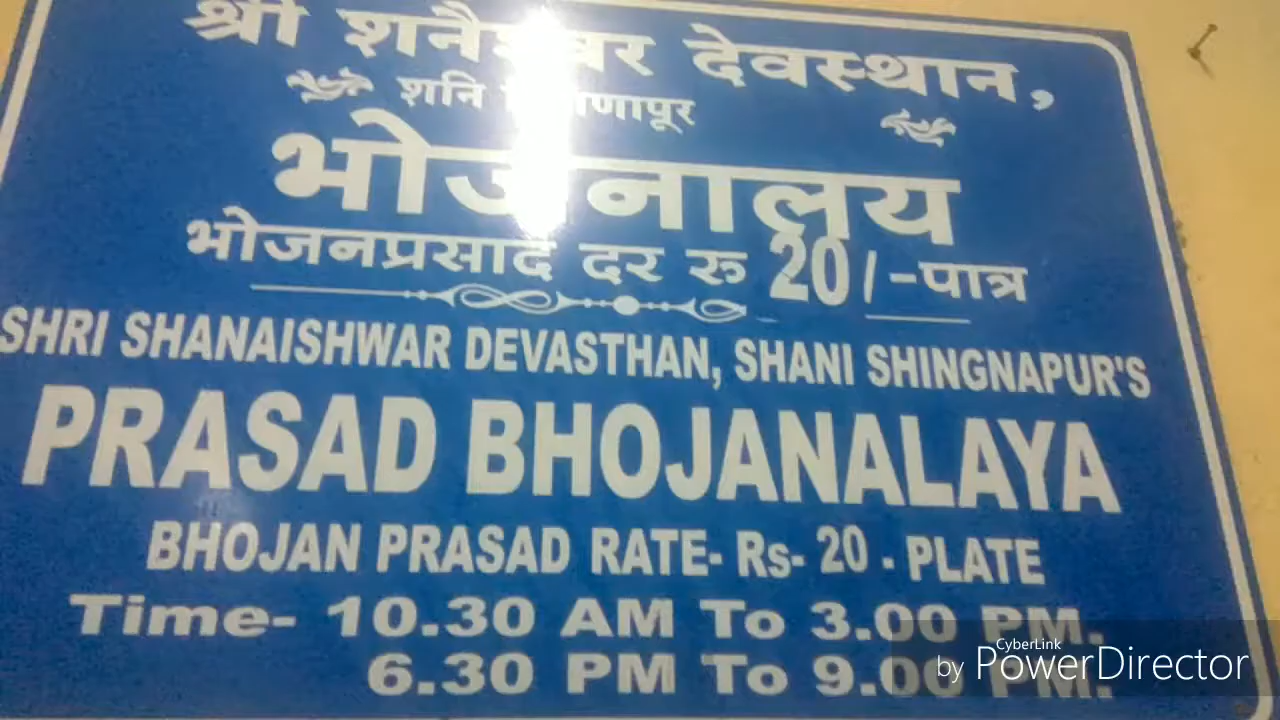 श्री शनैश्वर देवस्थान,
शनि
भोजनालय
भोजनप्रसाद दर रु 20/-पात्र
SHRI SHANAISHWAR DEVASTHAN, SHANI SHINGNAPUR'S
PRASAD BHOJANALAYA
BHOJAN PRASAD RATE- Rs- 20 - PLATE
Time- 10.30 AM To 3.00 PM.
6.30 PM To 9.00 PM.
CyberLink
by PowerDirector